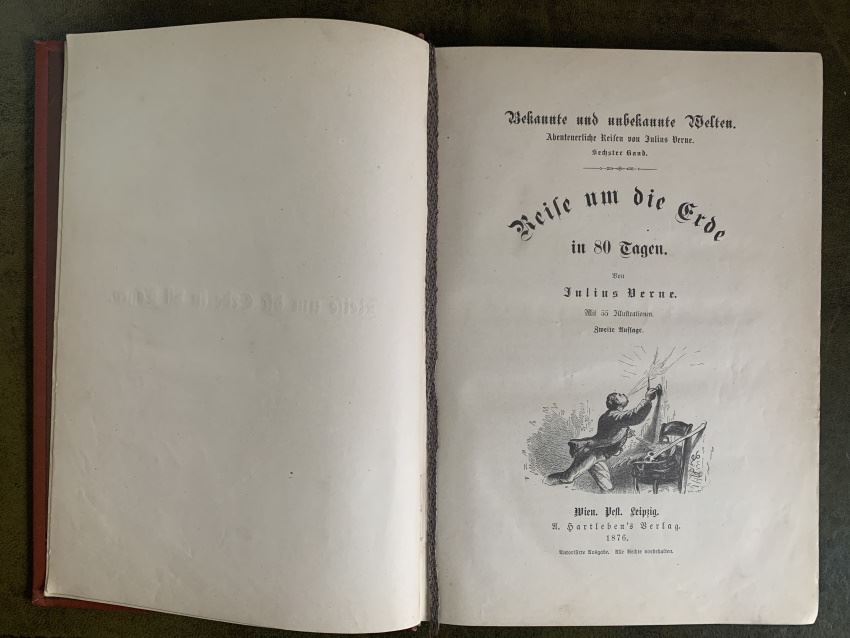 Bekannte und unbekannte Welten.
Abenteuerliche Reisen von Julius Verne.
Sechster Band.
Reise um die Erde
in 80 Tagen.
Von
Julius Verne.
Mit 55 Illustrationen.
Zweite Auflage.
Wien. Pest. Leipzig.
A. Hartleben's Verlag.
1876.
Autorisirte Ausgabe. Alle Rechte vorbehalten.